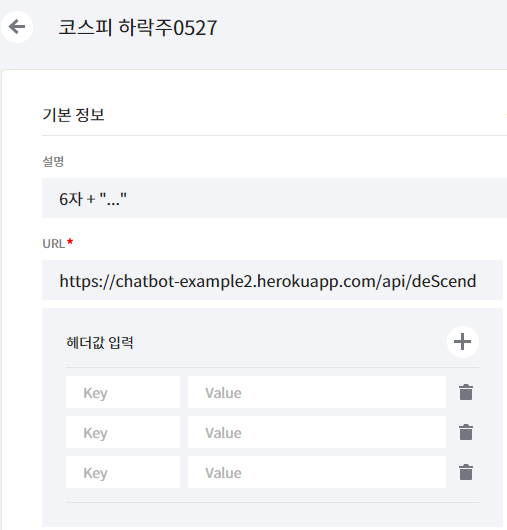 코스피 하락주0527
기본 정보
설명
6자 + "..."
URL*
https://chatbot-example2.herokuapp.com/api/deScend
헤더값 입력
Key Value
Key Value
Key Value